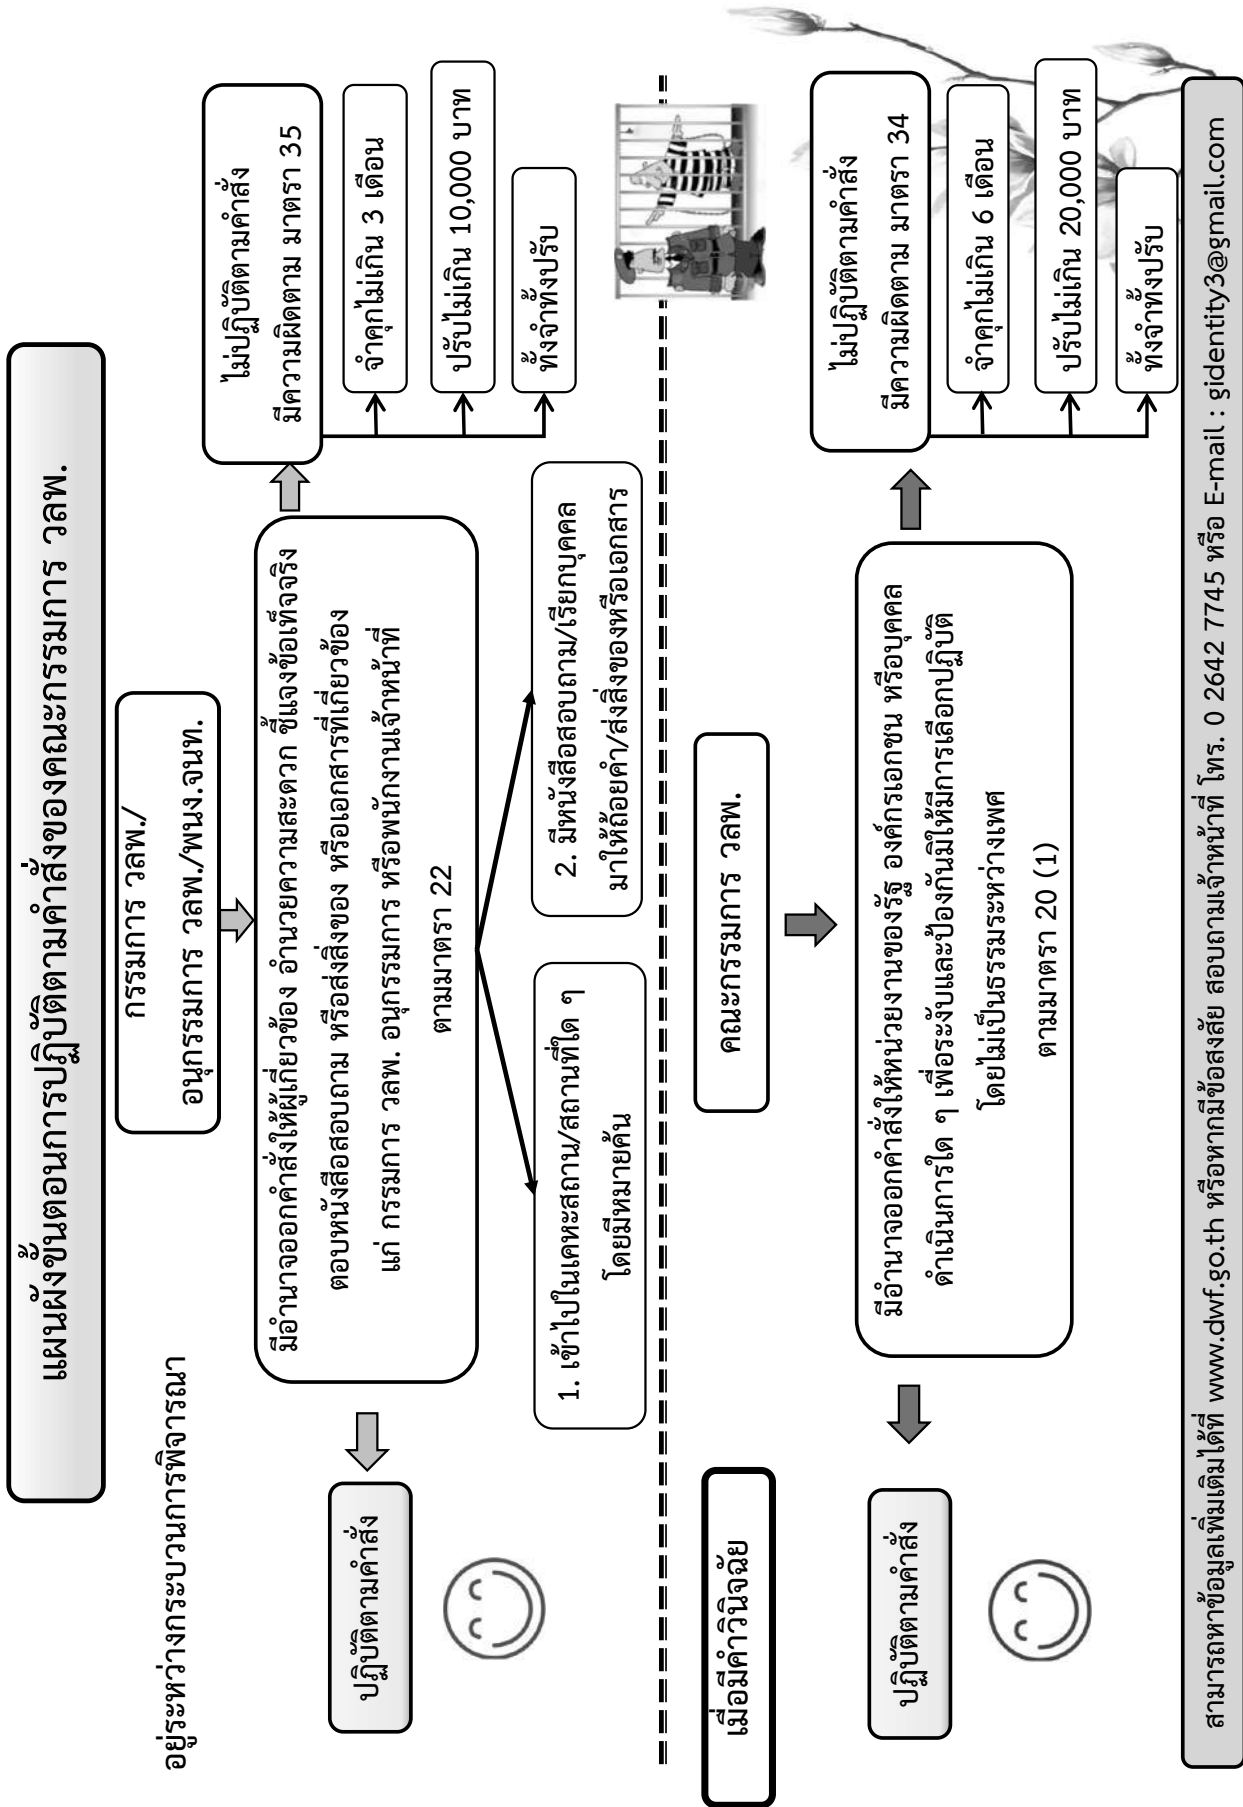 แผนผังขั้นตอนการปฏิบัติตามคำสั่งของคณะกรรมการ วลพ.
อยู่ระหว่างกระบวนการพิจารณา
กรรมการ วลพ./
อนุกรรมการ วลพ./พนง.จนท.
มีอำนาจออกคำสั่งให้ผู้เกี่ยวข้อง อำนวยความสะดวก ชี้แจงข้อเท็จจริง
ตอบหนังสือสอบถาม หรือส่งสิ่งของ หรือเอกสารที่เกี่ยวข้อง
แก่ กรรมการ วลพ. อนุกรรมการ หรือพนักงานเจ้าหน้าที่
ตามมาตรา 22
ปฏิบัติตามคำสั่ง
ไม่ปฏิบัติตามคำสั่ง
มีความผิดตาม มาตรา 35
จำคุกไม่เกิน 3 เดือน
ปรับไม่เกิน 10,000 บาท
ทั้งจำทั้งปรับ
1. เข้าไปในเคหะสถาน/สถานที่ใด ๆ
โดยมีหมายค้น
2. มีหนังสือสอบถาม/เรียกบุคคล
มาให้ถ้อยคำ/ส่งสิ่งของหรือเอกสาร
เมื่อมีคำวินิจฉัย
คณะกรรมการ วลพ.
มีอำนาจออกคำสั่งให้หน่วยงานของรัฐ องค์กรเอกชน หรือบุคคล
ดำเนินการใด ๆ เพื่อระงับและป้องกันมิให้มีการเลือกปฏิบัติ
โดยไม่เป็นธรรมระหว่างเพศ
ตามมาตรา 20 (1)
ปฏิบัติตามคำสั่ง
ไม่ปฏิบัติตามคำสั่ง
มีความผิดตาม มาตรา 34
จำคุกไม่เกิน 6 เดือน
ปรับไม่เกิน 20,000 บาท
ทั้งจำทั้งปรับ
สามารถหาข้อมูลเพิ่มเติมได้ที่ www.dwf.go.th หรือหากมีข้อสงสัย สอบถามเจ้าหน้าที่ โทร. 0 2642 7745 หรือ E-mail : gidentity3@gmail.com